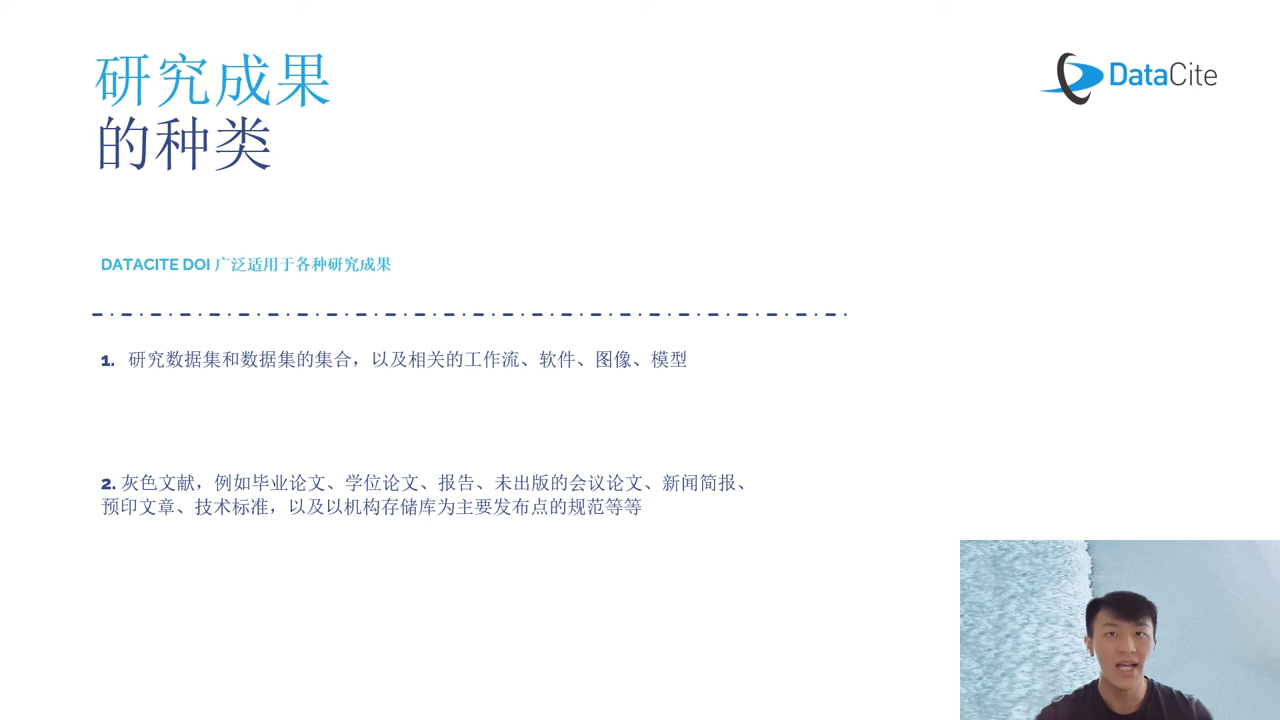 研究成果
的种类
DataCite
DATACITE DOI 广泛适用于各种研究成果
1. 研究数据集和数据集的集合，以及相关的工作流、软件、图像、模型
2. 灰色文献，例如毕业论文、学位论文、报告、未出版的会议论文、新闻简报、
预印文章、技术标准，以及以机构存储库为主要发布点的规范等等